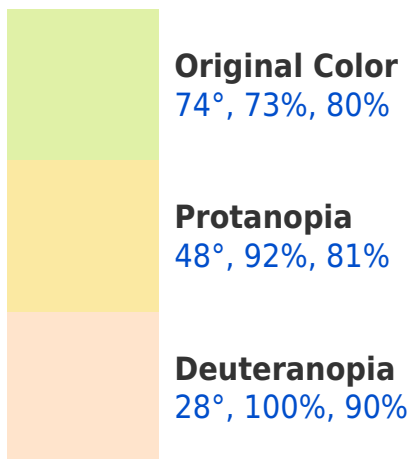 Original Color
74°, 73%, 80%
Protanopia
48°, 92%, 81%
Deuteranopia
28°, 100%, 90%